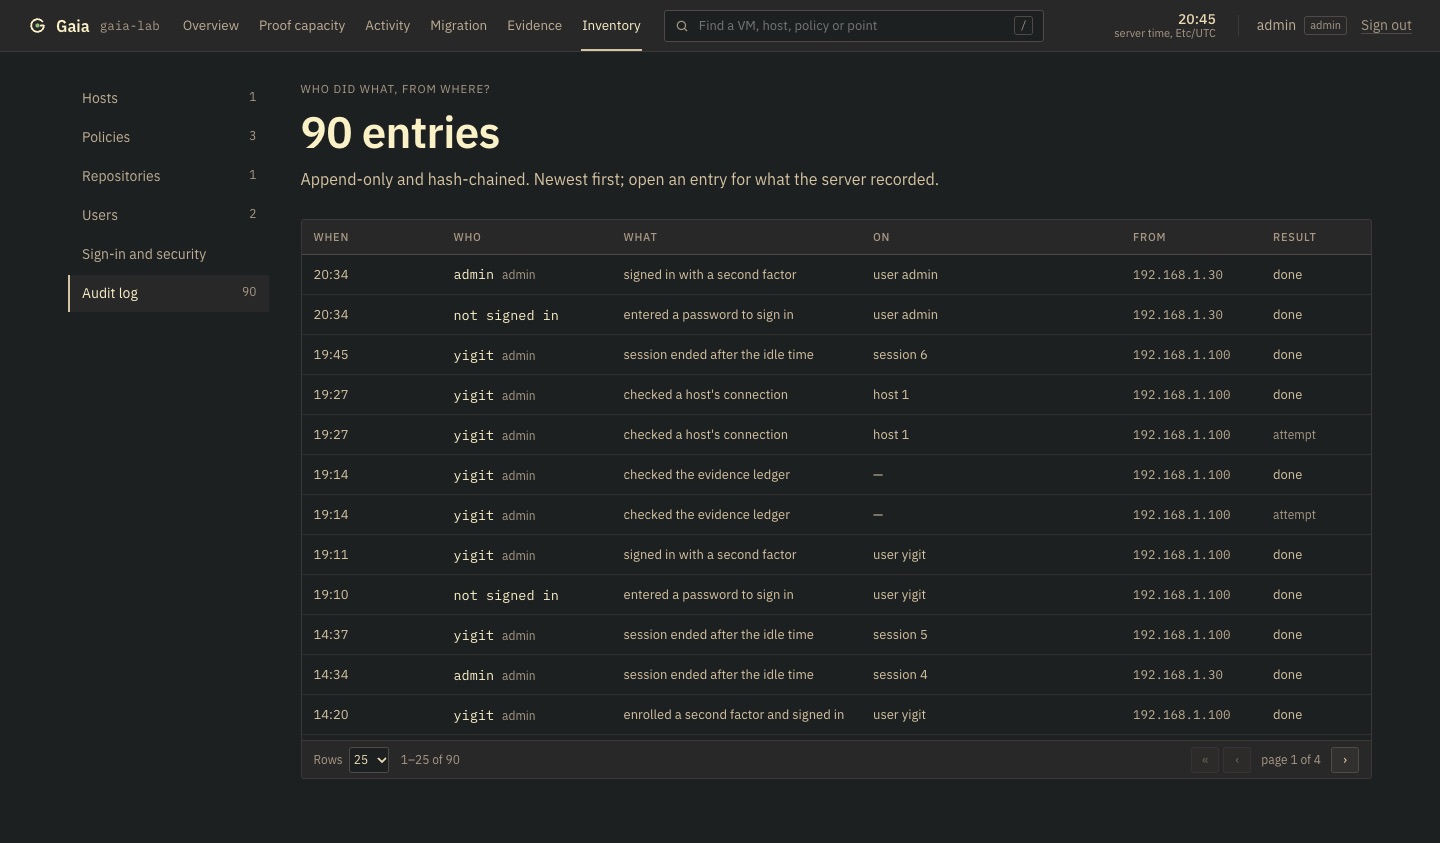 Gaia gaia-lab Overview Proof capacity Activity Migration Evidence Inventory Find a VM, host, policy or point / 20:45 admin admin Sign out
server time, Etc/UTC
Hosts 1
Policies 3
Repositories 1
Users 2
Sign-in and security
Audit log 90
WHO DID WHAT, FROM WHERE?
90 entries
Append-only and hash-chained. Newest first; open an entry for what the server recorded.
WHEN WHO WHAT ON FROM RESULT
20:34 admin admin signed in with a second factor user admin 192.168.1.30 done
20:34 not signed in entered a password to sign in user admin 192.168.1.30 done
19:45 yigit admin session ended after the idle time session 6 192.168.1.100 done
19:27 yigit admin checked a host's connection host 1 192.168.1.100 done
19:27 yigit admin checked a host's connection host 1 192.168.1.100 attempt
19:14 yigit admin checked the evidence ledger — 192.168.1.100 done
19:14 yigit admin checked the evidence ledger — 192.168.1.100 attempt
19:11 yigit admin signed in with a second factor user yigit 192.168.1.100 done
19:10 not signed in entered a password to sign in user yigit 192.168.1.100 done
14:37 yigit admin session ended after the idle time session 5 192.168.1.100 done
14:34 admin admin session ended after the idle time session 4 192.168.1.30 done
14:20 yigit admin enrolled a second factor and signed in user yigit 192.168.1.100 done
Rows 25 1–25 of 90 « ‹ page 1 of 4 ›